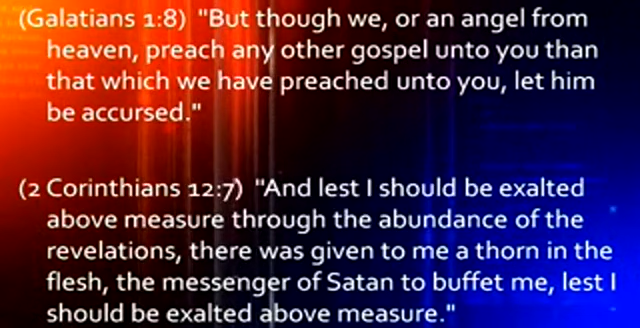 (Galatians 1:8) "But though we, or an angel from
heaven, preach any other gospel unto you than
that which we have preached unto you, let him
be accursed."
(2 Corinthians 12:7) "And lest I should be exalted
above measure through the abundance of the
revelations, there was given to me a thorn in the
flesh, the messenger of Satan to buffet me, lest I
should be exalted above measure."